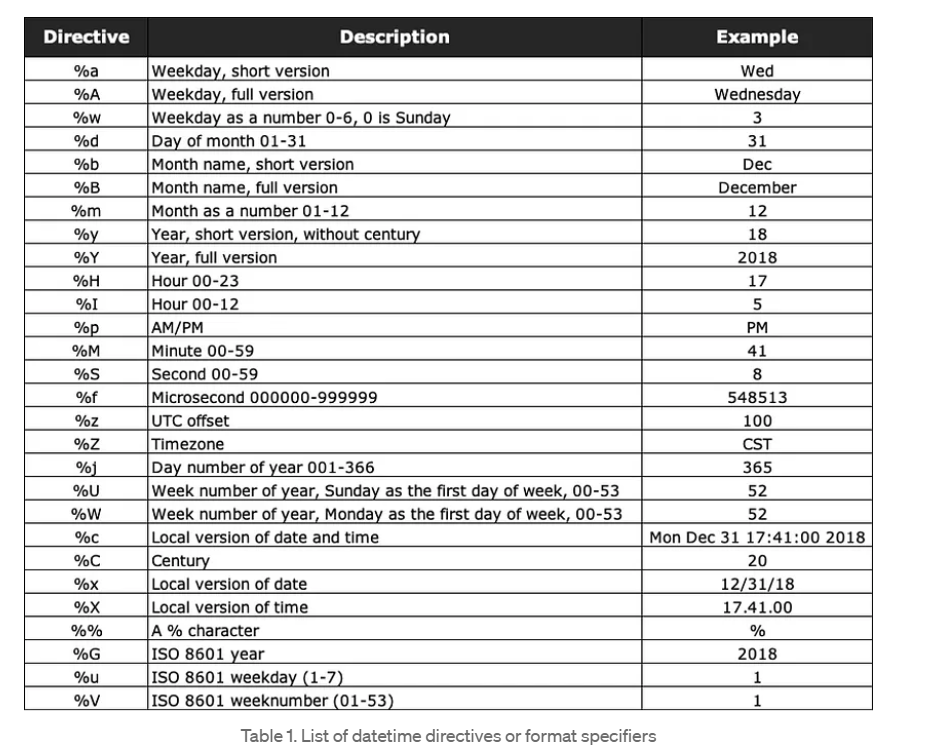 Directive Description Example
%a Weekday, short version Wed
%A Weekday, full version Wednesday
%w Weekday as a number 0-6, 0 is Sunday 3
%d Day of month 01-31 31
%b Month name, short version Dec
%B Month name, full version December
%m Month as a number 01-12 12
%y Year, short version, without century 18
%Y Year, full version 2018
%H Hour 00-23 17
%I Hour 00-12 5
%p AM/PM PM
%M Minute 00-59 41
%S Second 00-59 8
%f Microsecond 000000-999999 548513
%z UTC offset 100
%Z Timezone CST
%j Day number of year 001-366 365
%U Week number of year, Sunday as the first day of week, 00-53 52
%W Week number of year, Monday as the first day of week, 00-53 52
%c Local version of date and time Mon Dec 31 17:41:00 2018
%C Century 20
%x Local version of date 12/31/18
%X Local version of time 17.41.00
%% A % character %
%G ISO 8601 year 2018
%u ISO 8601 weekday (1-7) 1
%V ISO 8601 weeknumber (01-53) 1
Table 1. List of datetime directives or format specifiers